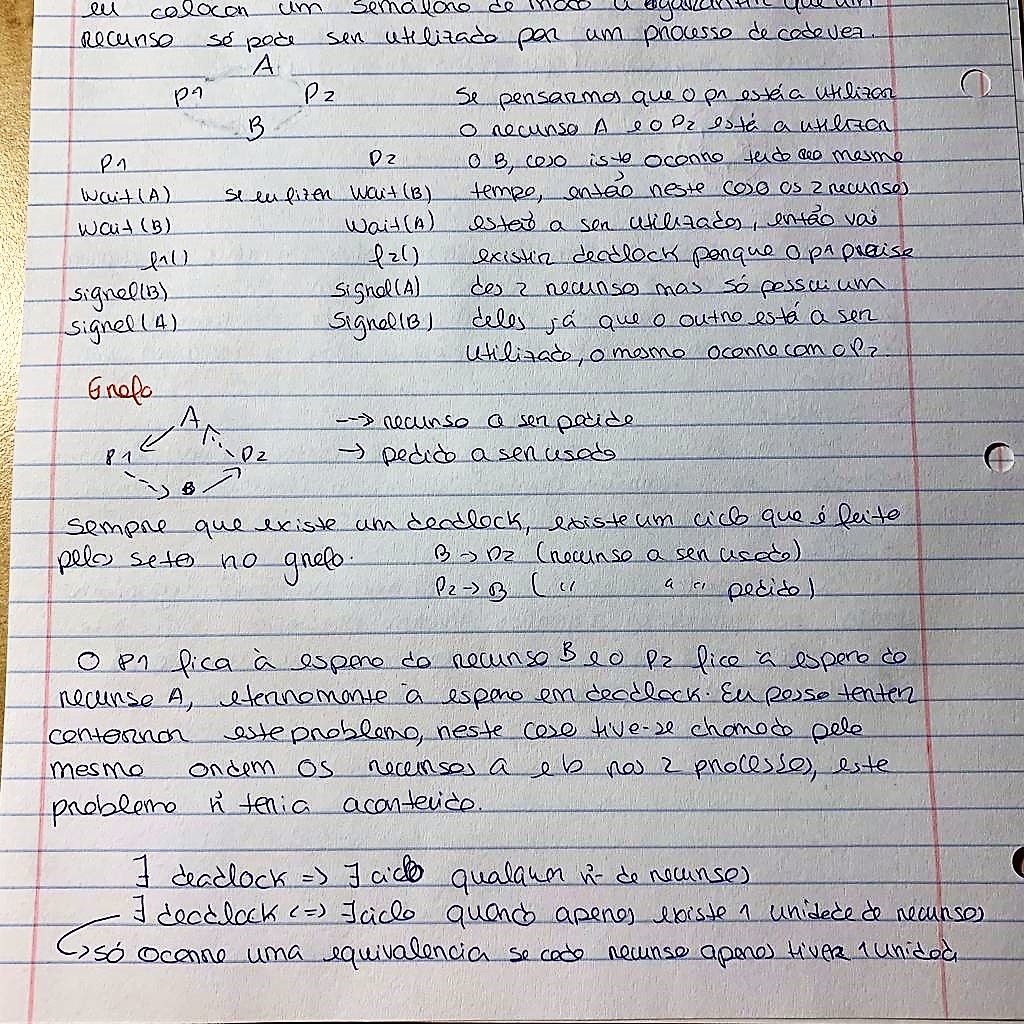 eu colocar um semáforo de modo a garantir que um
recurso só pode ser utilizado por um processo de cada vez.
A
P1 P2
B
Se pensarmos que o p1 está a utilizar
o recurso A e o P2 está a utilizar
P1 P2 o B, caso isto ocorra tudo ao mesmo
Wait(A) se eu fizer Wait(B) tempo, então neste caso os 2 recursos
Wait(B) Wait(A) estão a ser utilizados, então vai
f1() f2() existir deadlock porque o p1 precisa
signal(B) Signal(A) dos 2 recursos mas só possui um
signal(A) Signal(B) deles já que o outro está a ser
utilizado, o mesmo ocorre com o P2.
Grafo
A --> recurso a ser pedido
P1 P2 → pedido a ser usado
B
Sempre que existe um deadlock, existe um ciclo que é feito
pelas setas no grafo. B → P2 (recurso a ser usado)
P2 → B ( " a " pedido)
O P1 fica à espera do recurso B e o P2 fica à espera do
recurso A, eternamente à espera em deadlock. Eu posso tentar
contornar este problema, neste caso tive-se chamado pela
mesma ordem os recursos a e b nos 2 processos, este
problema ñ teria acontecido.
∃ deadlock => ∃ ciclo qualquer nº de recursos
∃ deadlock <=> ∃ ciclo quando apenas existe 1 unidade de recursos
↳ só ocorre uma equivalencia se cada recurso apenas tiver 1 unidad